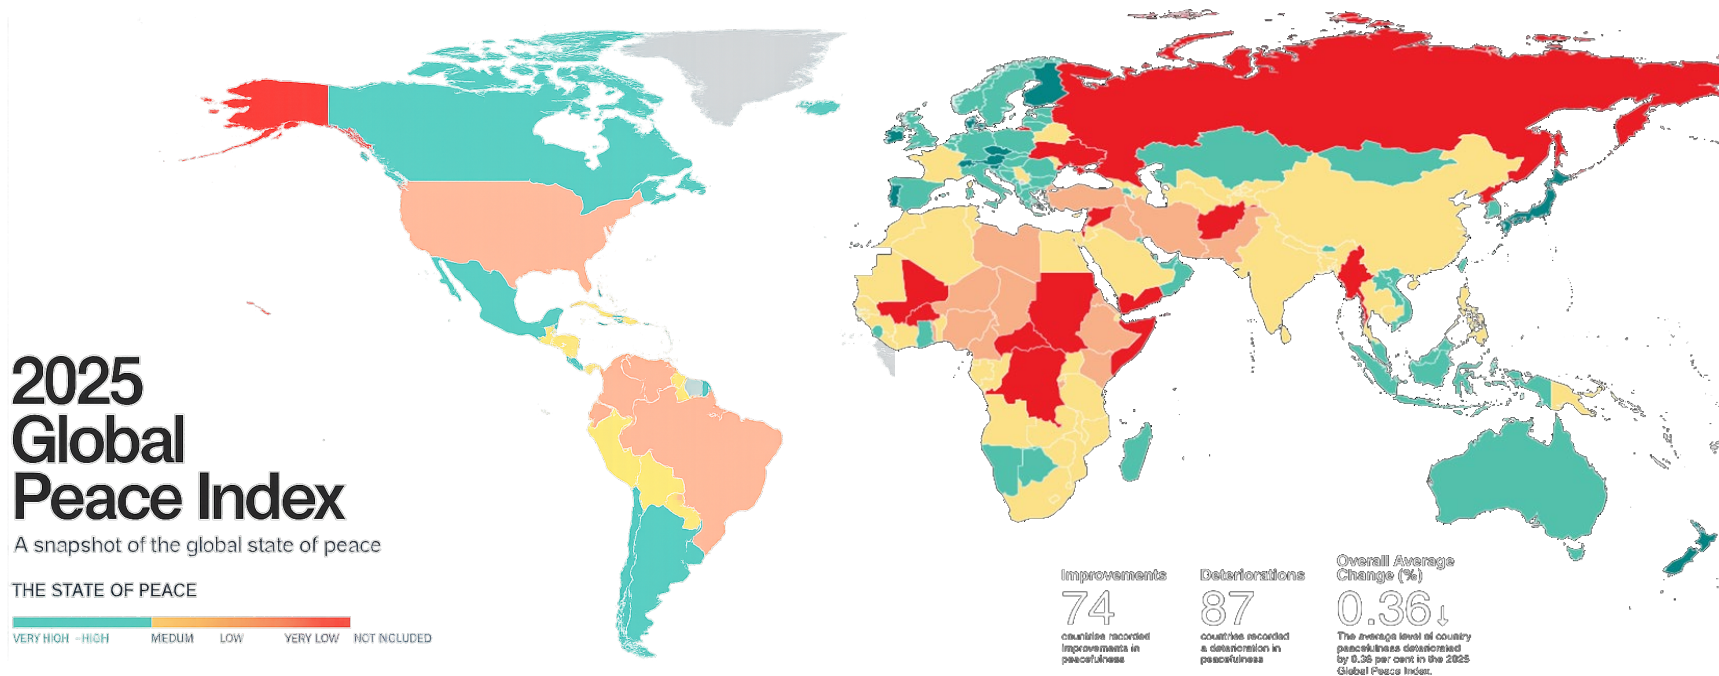 2025
Global
Peace Index
A snapshot of the global state of peace
THE STATE OF PEACE
VERY HIGH –HIGH MEDUM LOW YERY LOW NOT INCLUDED
Improvements
74
countries recorded
improvements in
peacefulness
Deteriorations
87
countries recorded
a deterioration in
peacefulness
Overall Average
Change (%)
0.36↓
The average level of country
peacefulness deteriorated
by 0.36 per cent in the 2025
Global Peace Index.